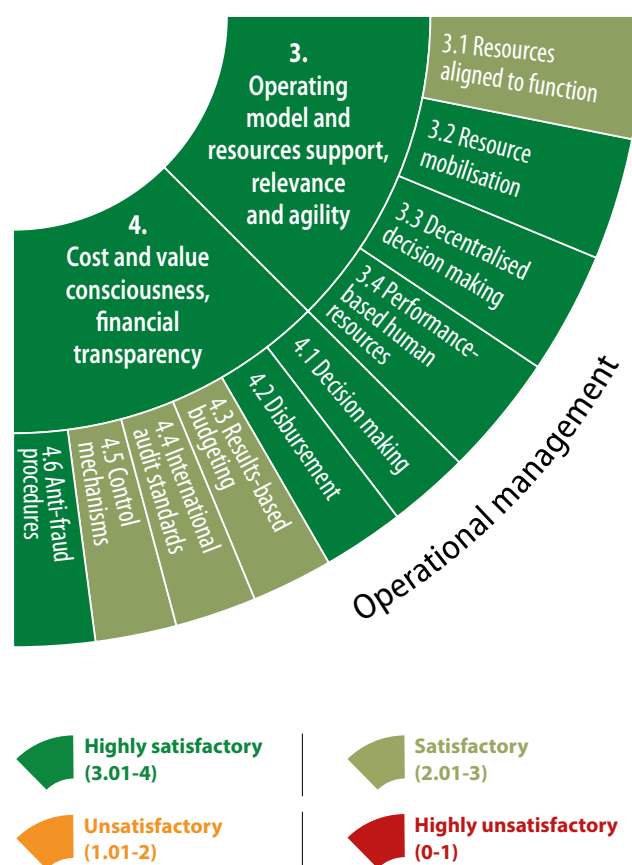 3.
Operating
model and
resources support,
relevance
and agility
3.1 Resources
aligned to function
3.2 Resource
mobilisation
3.3 Decentralised
decision making
3.4 Performance-
based human
resources
4.
Cost and value
consciousness,
financial
transparency
4.1 Decision making
4.2 Disbursement
4.3 Results-based
budgeting
4.4 International
audit standards
4.5 Control
mechanisms
4.6 Anti-fraud
procedures
Operational management
Highly satisfactory
(3.01-4)
Satisfactory
(2.01-3)
Unsatisfactory
(1.01-2)
Highly unsatisfactory
(0-1)